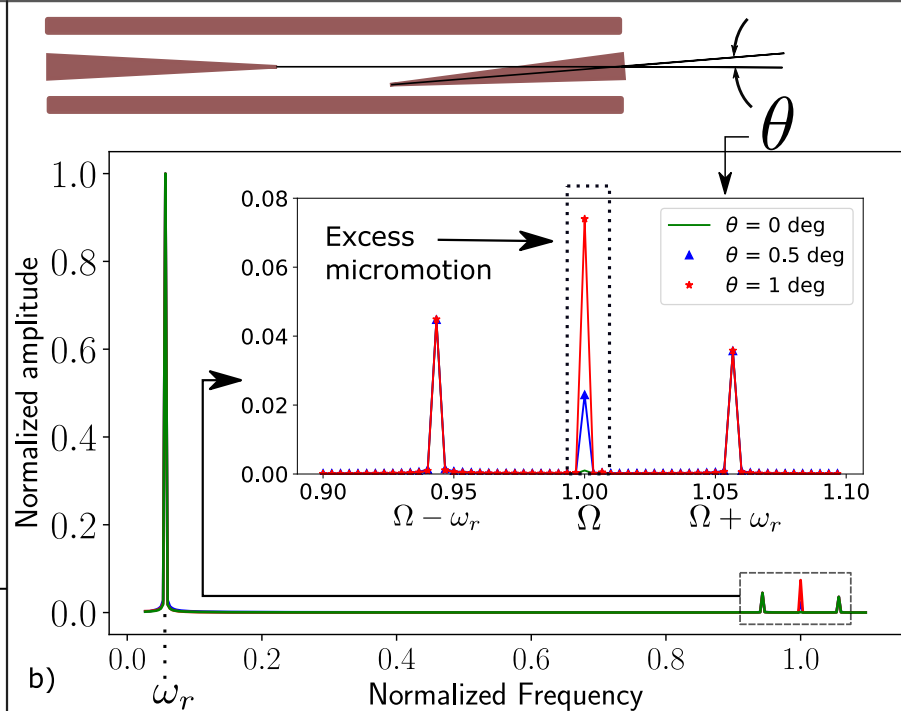 θ
1.0
0.8
0.6
0.4
0.2
0.0
Normalized amplitude
0.08
0.06
0.04
0.02
0.00
Excess
micromotion
θ = 0 deg
θ = 0.5 deg
θ = 1 deg
0.90 0.95 1.00 1.05 1.10
Ω − ωᵣ Ω Ω + ωᵣ
0.0 0.2 0.4 0.6 0.8 1.0
b) ωᵣ Normalized Frequency